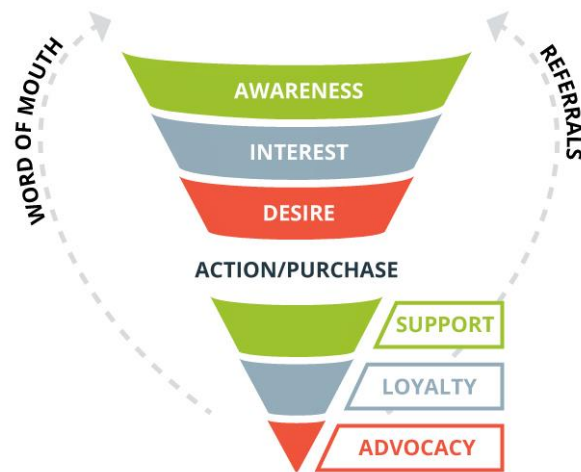 WORD OF MOUTH
REFERRALS
AWARENESS
INTEREST
DESIRE
ACTION/PURCHASE
SUPPORT
LOYALTY
ADVOCACY